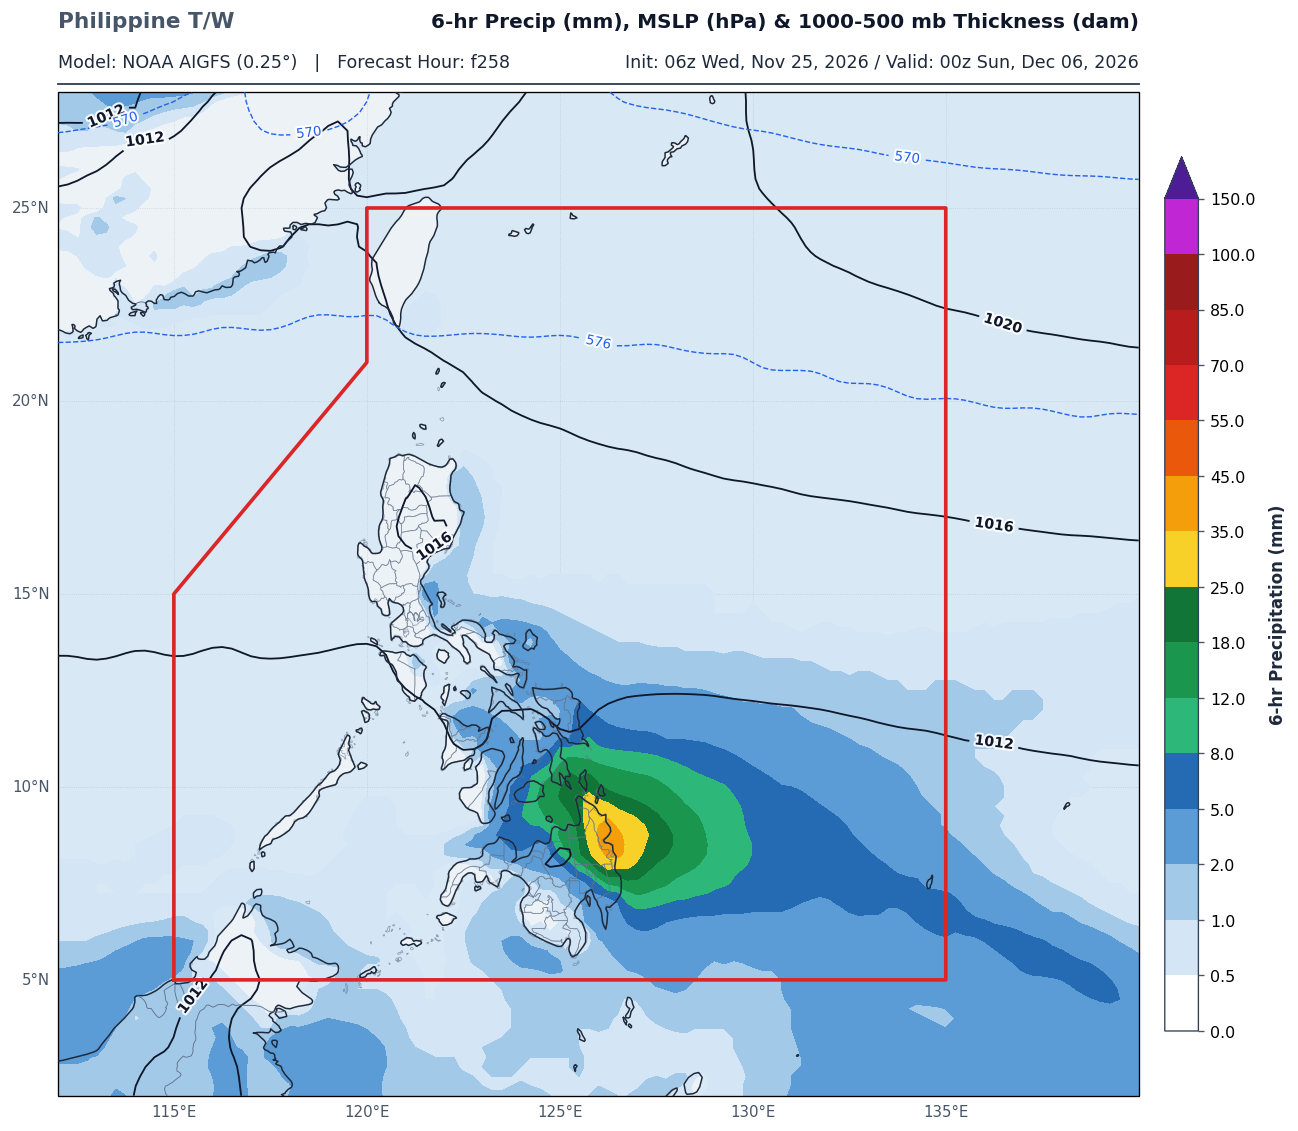 Philippine T/W
6-hr Precip (mm), MSLP (hPa) & 1000-500 mb Thickness (dam)
Model: NOAA AIGFS (0.25°)   |   Forecast Hour: f258
Init: 06z Wed, Nov 25, 2026 / Valid: 00z Sun, Dec 06, 2026
1012
570
1012
570
570
1020
576
1016
1016
1012
1012
25°N
20°N
15°N
10°N
5°N
115°E
120°E
125°E
130°E
135°E
150.0
100.0
85.0
70.0
55.0
45.0
35.0
25.0
18.0
12.0
8.0
5.0
2.0
1.0
0.5
0.0
6-hr Precipitation (mm)